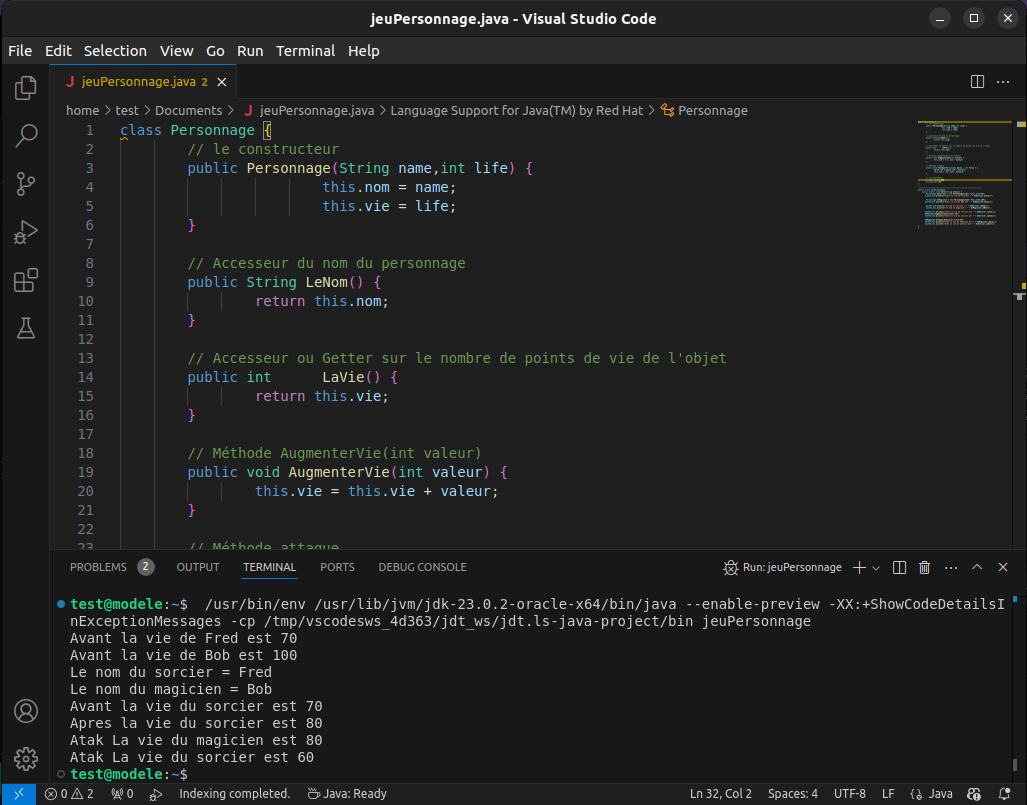 jeuPersonnage.java - Visual Studio Code
File Edit Selection View Go Run Terminal Help
J jeuPersonnage.java 2
home > test > Documents > J jeuPersonnage.java > Language Support for Java(TM) by Red Hat > Personnage
1 class Personnage {
2 // le constructeur
3 public Personnage(String name,int life) {
4 this.nom = name;
5 this.vie = life;
6 }
7
8 // Accesseur du nom du personnage
9 public String LeNom() {
10 return this.nom;
11 }
12
13 // Accesseur ou Getter sur le nombre de points de vie de l'objet
14 public int LaVie() {
15 return this.vie;
16 }
17
18 // Méthode AugmenterVie(int valeur)
19 public void AugmenterVie(int valeur) {
20 this.vie = this.vie + valeur;
21 }
22
23 // Méthode attaque
PROBLEMS 2 OUTPUT TERMINAL PORTS DEBUG CONSOLE Run: jeuPersonnage
test@modele:~$ /usr/bin/env /usr/lib/jvm/jdk-23.0.2-oracle-x64/bin/java --enable-preview -XX:+ShowCodeDetailsI
nExceptionMessages -cp /tmp/vscodesws_4d363/jdt_ws/jdt.ls-java-project/bin jeuPersonnage
Avant la vie de Fred est 70
Avant la vie de Bob est 100
Le nom du sorcier = Fred
Le nom du magicien = Bob
Avant la vie du sorcier est 70
Apres la vie du sorcier est 80
Atak La vie du magicien est 80
Atak La vie du sorcier est 60
test@modele:~$
0 2 0 Indexing completed. Java: Ready Ln 32, Col 2 Spaces: 4 UTF-8 LF {} Java